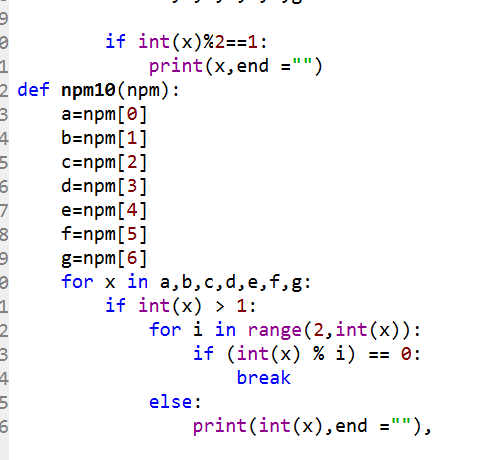 9
0        if int(x)%2==1:
1            print(x,end ="")
2 def npm10(npm):
3    a=npm[0]
4    b=npm[1]
5    c=npm[2]
6    d=npm[3]
7    e=npm[4]
8    f=npm[5]
9    g=npm[6]
0    for x in a,b,c,d,e,f,g:
1        if int(x) > 1:
2            for i in range(2,int(x)):
3                if (int(x) % i) == 0:
4                    break
5            else:
6                print(int(x),end =""),